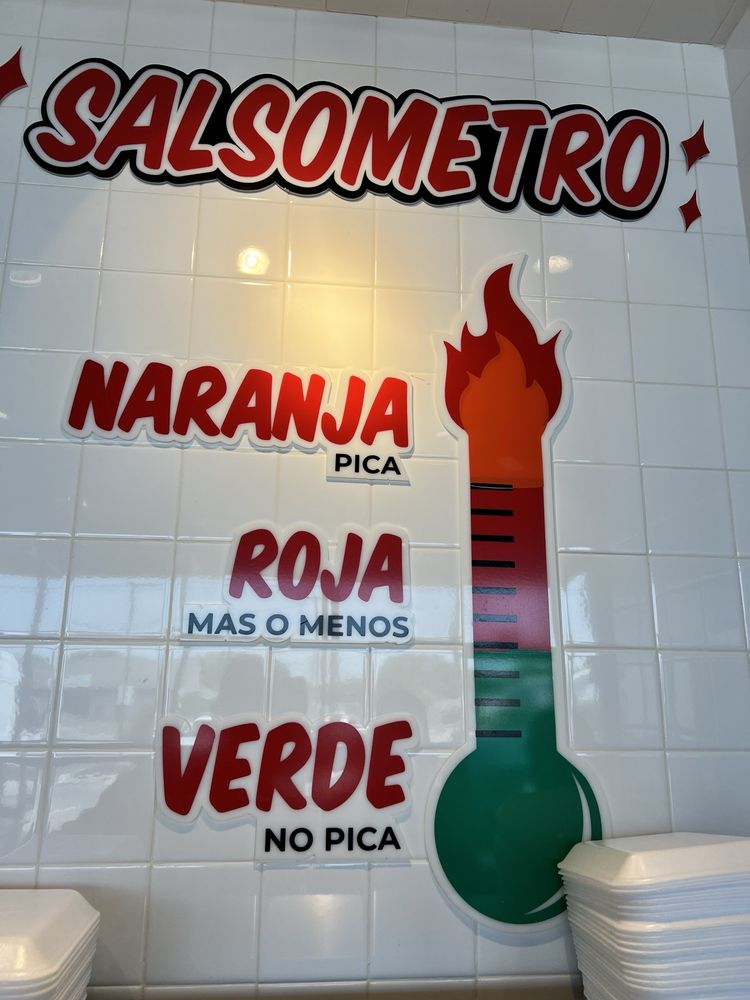 SALSOMETRO
NARANJA
PICA
ROJA
MAS O MENOS
VERDE
NO PICA